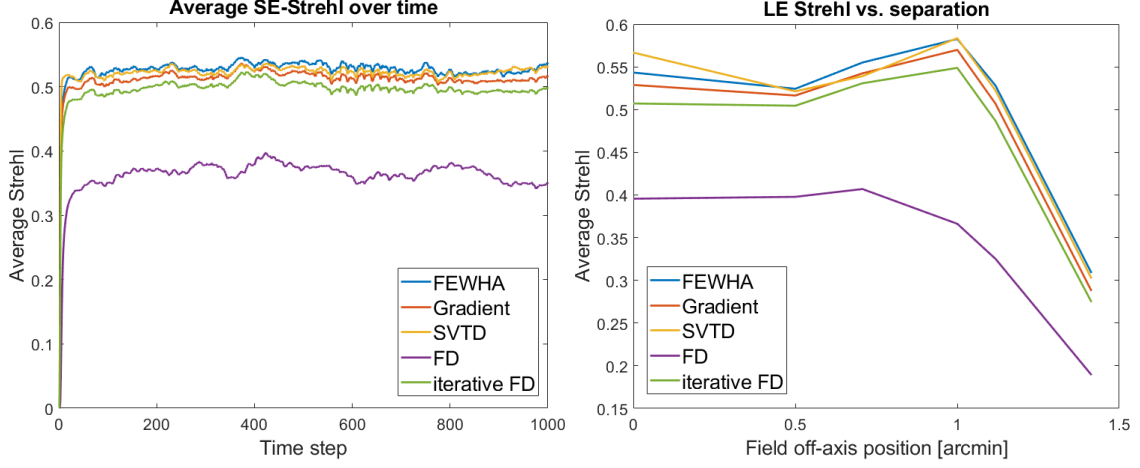 Average SE-Strehl over time
0.6
0.5
0.4
0.3
0.2
0.1
0
Average Strehl
0
200
400
600
800
1000
Time step
FEWHA
Gradient
SVTD
FD
iterative FD
LE Strehl vs. separation
0.6
0.55
0.5
0.45
0.4
0.35
0.3
0.25
0.2
0.15
Average Strehl
0
0.5
1
1.5
Field off-axis position [arcmin]
FEWHA
Gradient
SVTD
FD
iterative FD